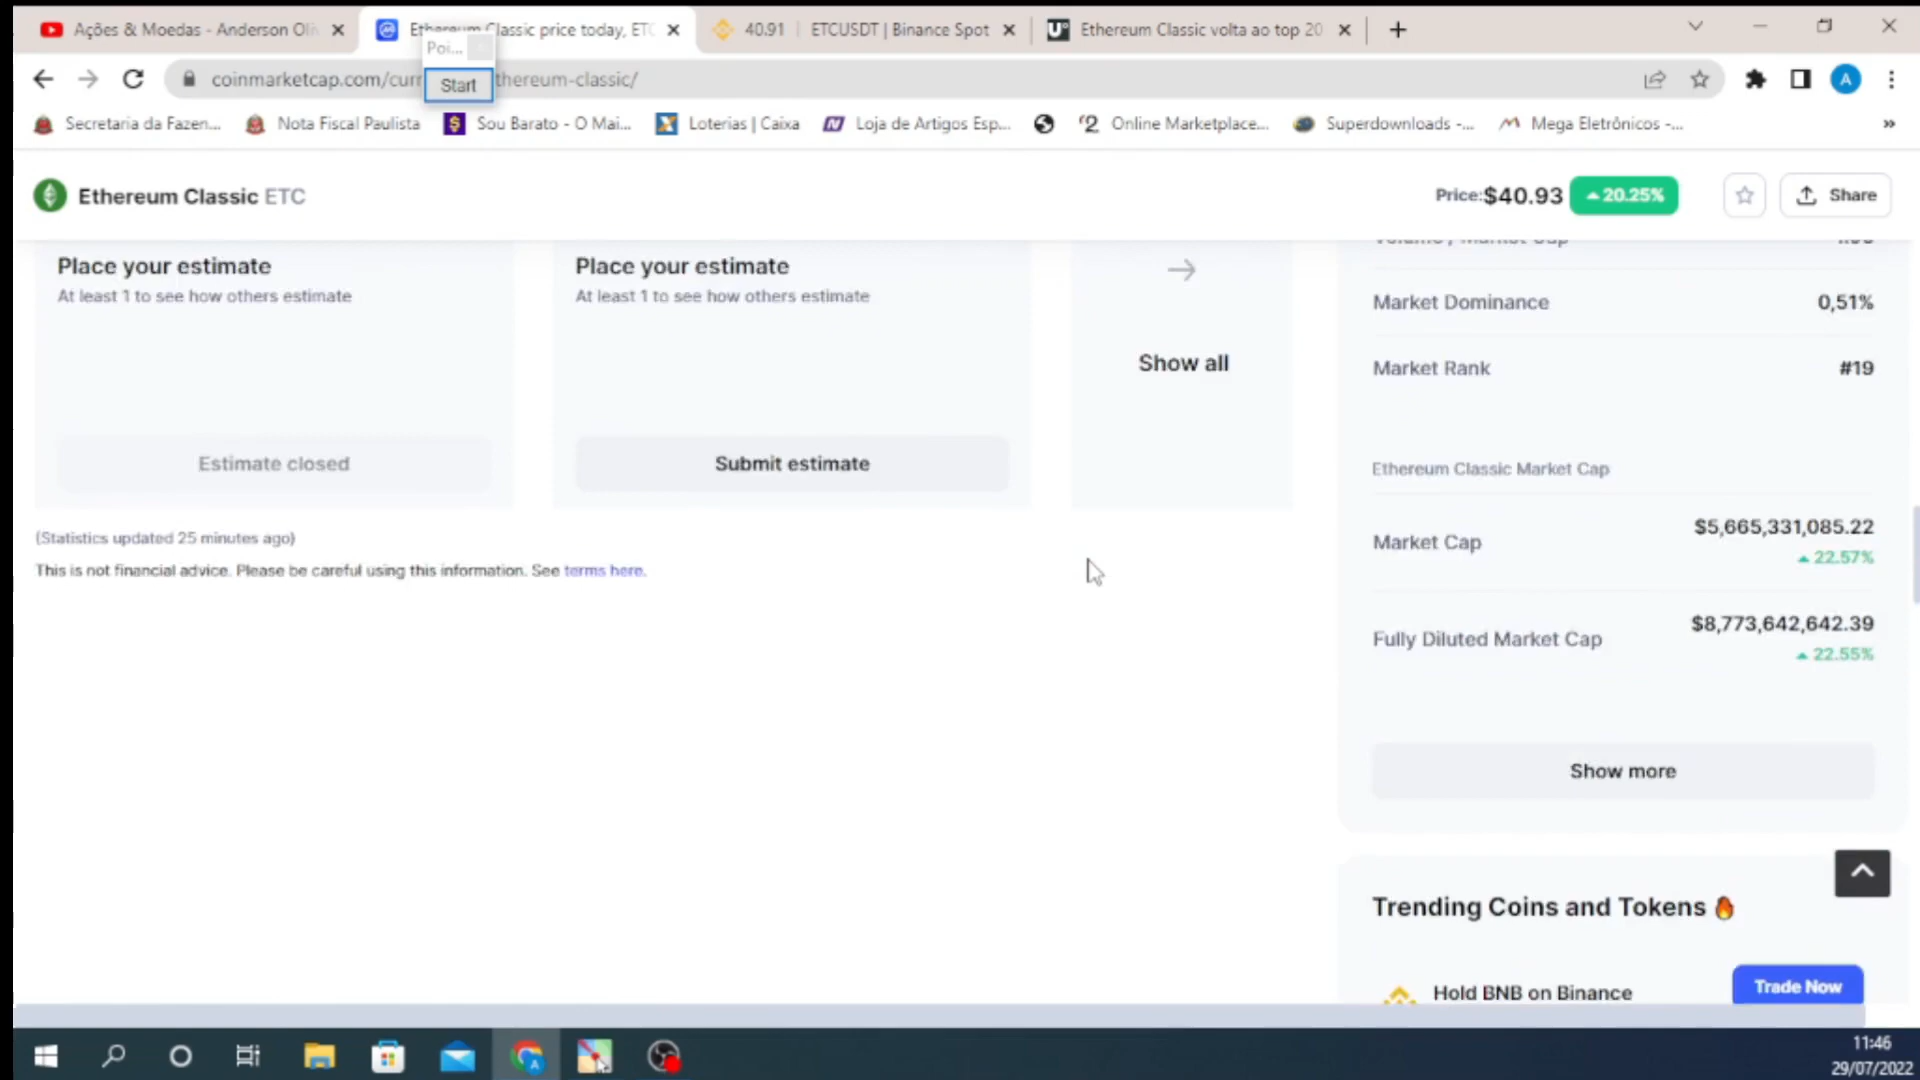 Ações & Moedas - Anderson Oli
Ethereum Classic price today, ETC
40.91 | ETCUSDT | Binance Spot
Ethereum Classic volta ao top 20
Poi...
Start
coinmarketcap.com/curr
thereum-classic/
A
Secretaria da Fazen...
Nota Fiscal Paulista
Sou Barato - O Mai...
Loterias | Caixa
Loja de Artigos Esp...
Online Marketplace...
Superdownloads -...
Mega Eletrônicos -...
»
Ethereum Classic ETC
Price:$40.93
20.25%
Share
Place your estimate
At least 1 to see how others estimate
Estimate closed
Place your estimate
At least 1 to see how others estimate
Submit estimate
Show all
(Statistics updated 25 minutes ago)
This is not financial advice. Please be careful using this information. See terms here.
Market Dominance 0,51%
Market Rank #19
Ethereum Classic Market Cap
Market Cap $5,665,331,085.22
22.57%
Fully Diluted Market Cap $8,773,642,642.39
22.55%
Show more
Trending Coins and Tokens
Hold BNB on Binance
Trade Now
11:46
29/07/2022